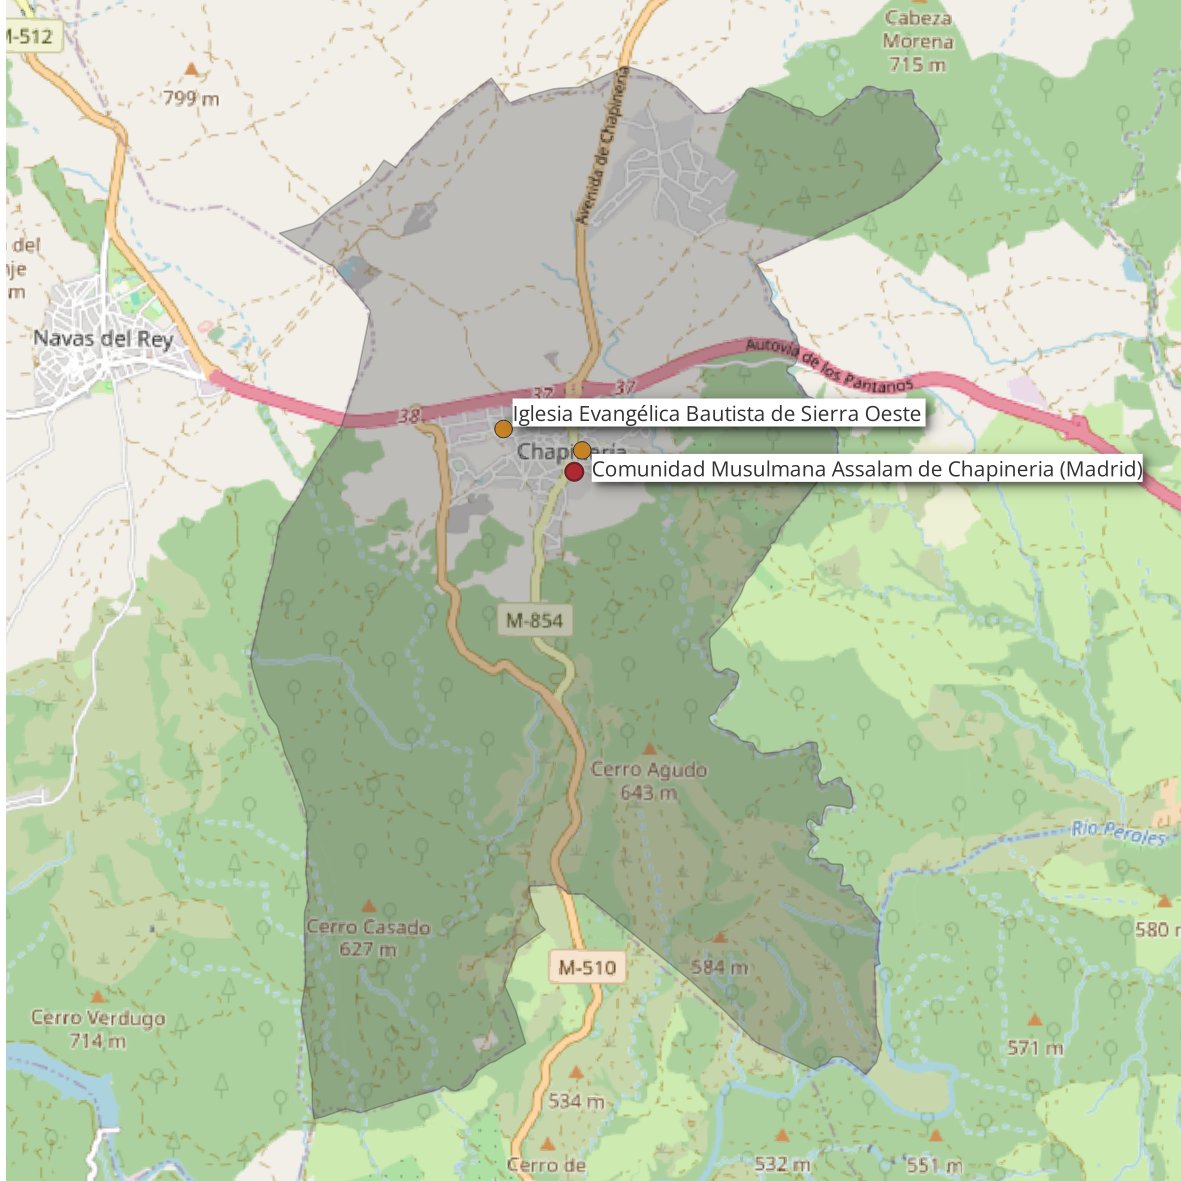 M-512
Cabeza
Morena
715 m
799 m
Avenida de Chapinería
del
je
m
Navas del Rey
Autovía de los Pantanos
37
37
38
Iglesia Evangélica Bautista de Sierra Oeste
Chapinería
Comunidad Musulmana Assalam de Chapineria (Madrid)
M-854
Cerro Agudo
643 m
Río Perales
Cerro Casado
627 m
580
M-510
584 m
Cerro Verdugo
714 m
571 m
534 m
Cerro de
532 m
551 m